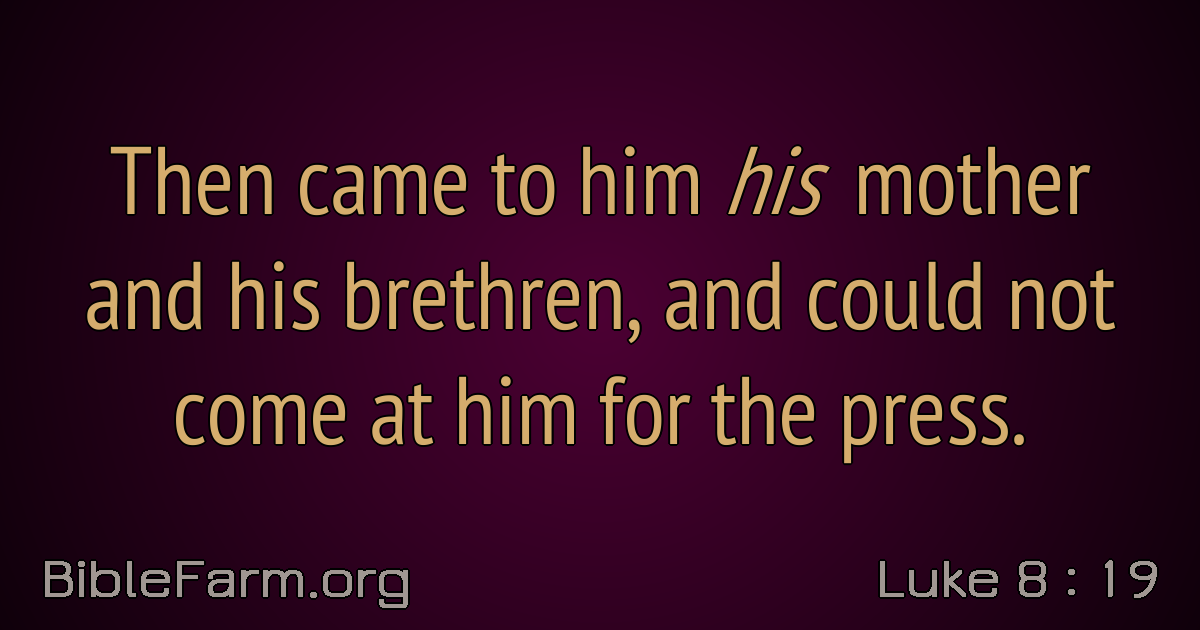 Then came to him his mother
and his brethren, and could not
come at him for the press.
BibleFarm.org
Luke 8 : 19